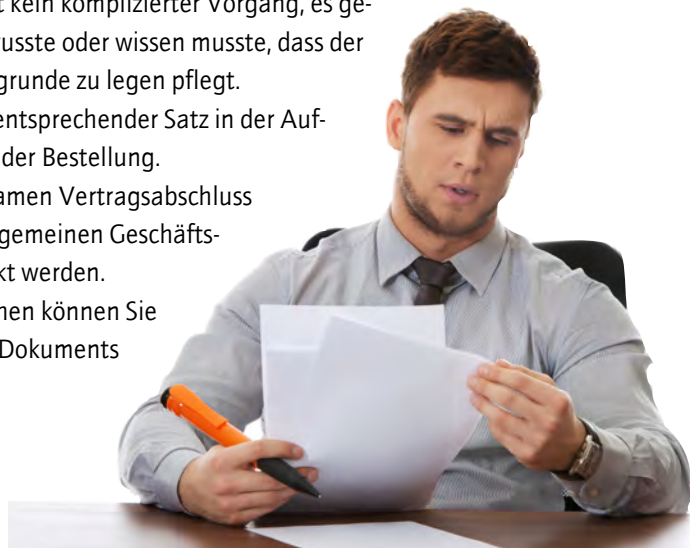 t kein komplizierter Vorgang, es ge-
usste oder wissen musste, dass der
grunde zu legen pflegt.
entsprechender Satz in der Auf-
der Bestellung.
amen Vertragsabschluss
gemeinen Geschäfts-
kt werden.
nen können Sie
Dokuments